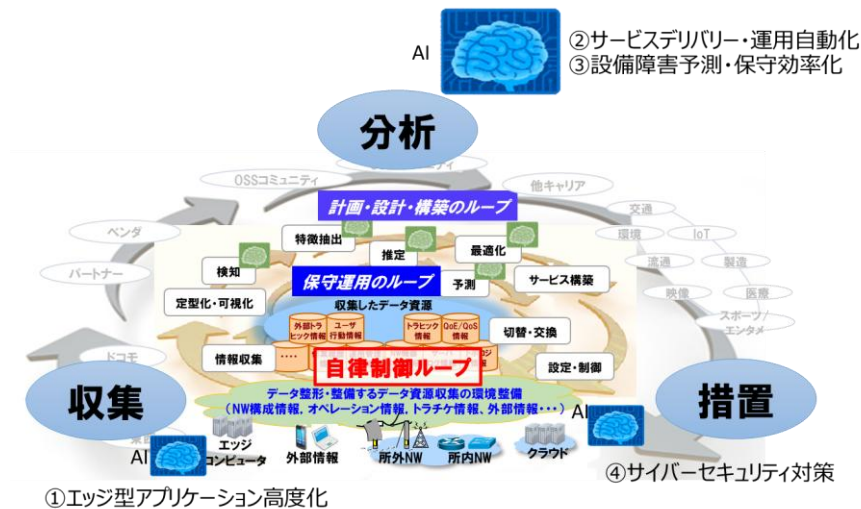 AI
②サービスデリバリー・運用自動化
③設備障害予測・保守効率化
分析
OSSコミュニティ
他キャリア
計画・設計・構築のループ
交通
ベンダ
特徴抽出
推定
最適化
環境
IoT
パートナー
検知
保守運用のループ
予測
サービス構築
流通
製造
定型化・可視化
収集したデータ資源
映像
医療
外部トラ
ヒック情報
ユーザ
行動情報
トラヒック
情報
QoE/QoS
情報
切替・交換
スポーツ/
エンタメ
ドコモ
情報収集
・・・・
自律制御ループ
設定・制御
収集
措置
データ整形・整備するデータ資源収集の環境整備
(NW構成情報, オペレーション情報, トラチケ情報、外部情報・・・)
AI
AI
エッジ
コンピュータ
外部情報
所外NW
所内NW
クラウド
④サイバーセキュリティ対策
①エッジ型アプリケーション高度化